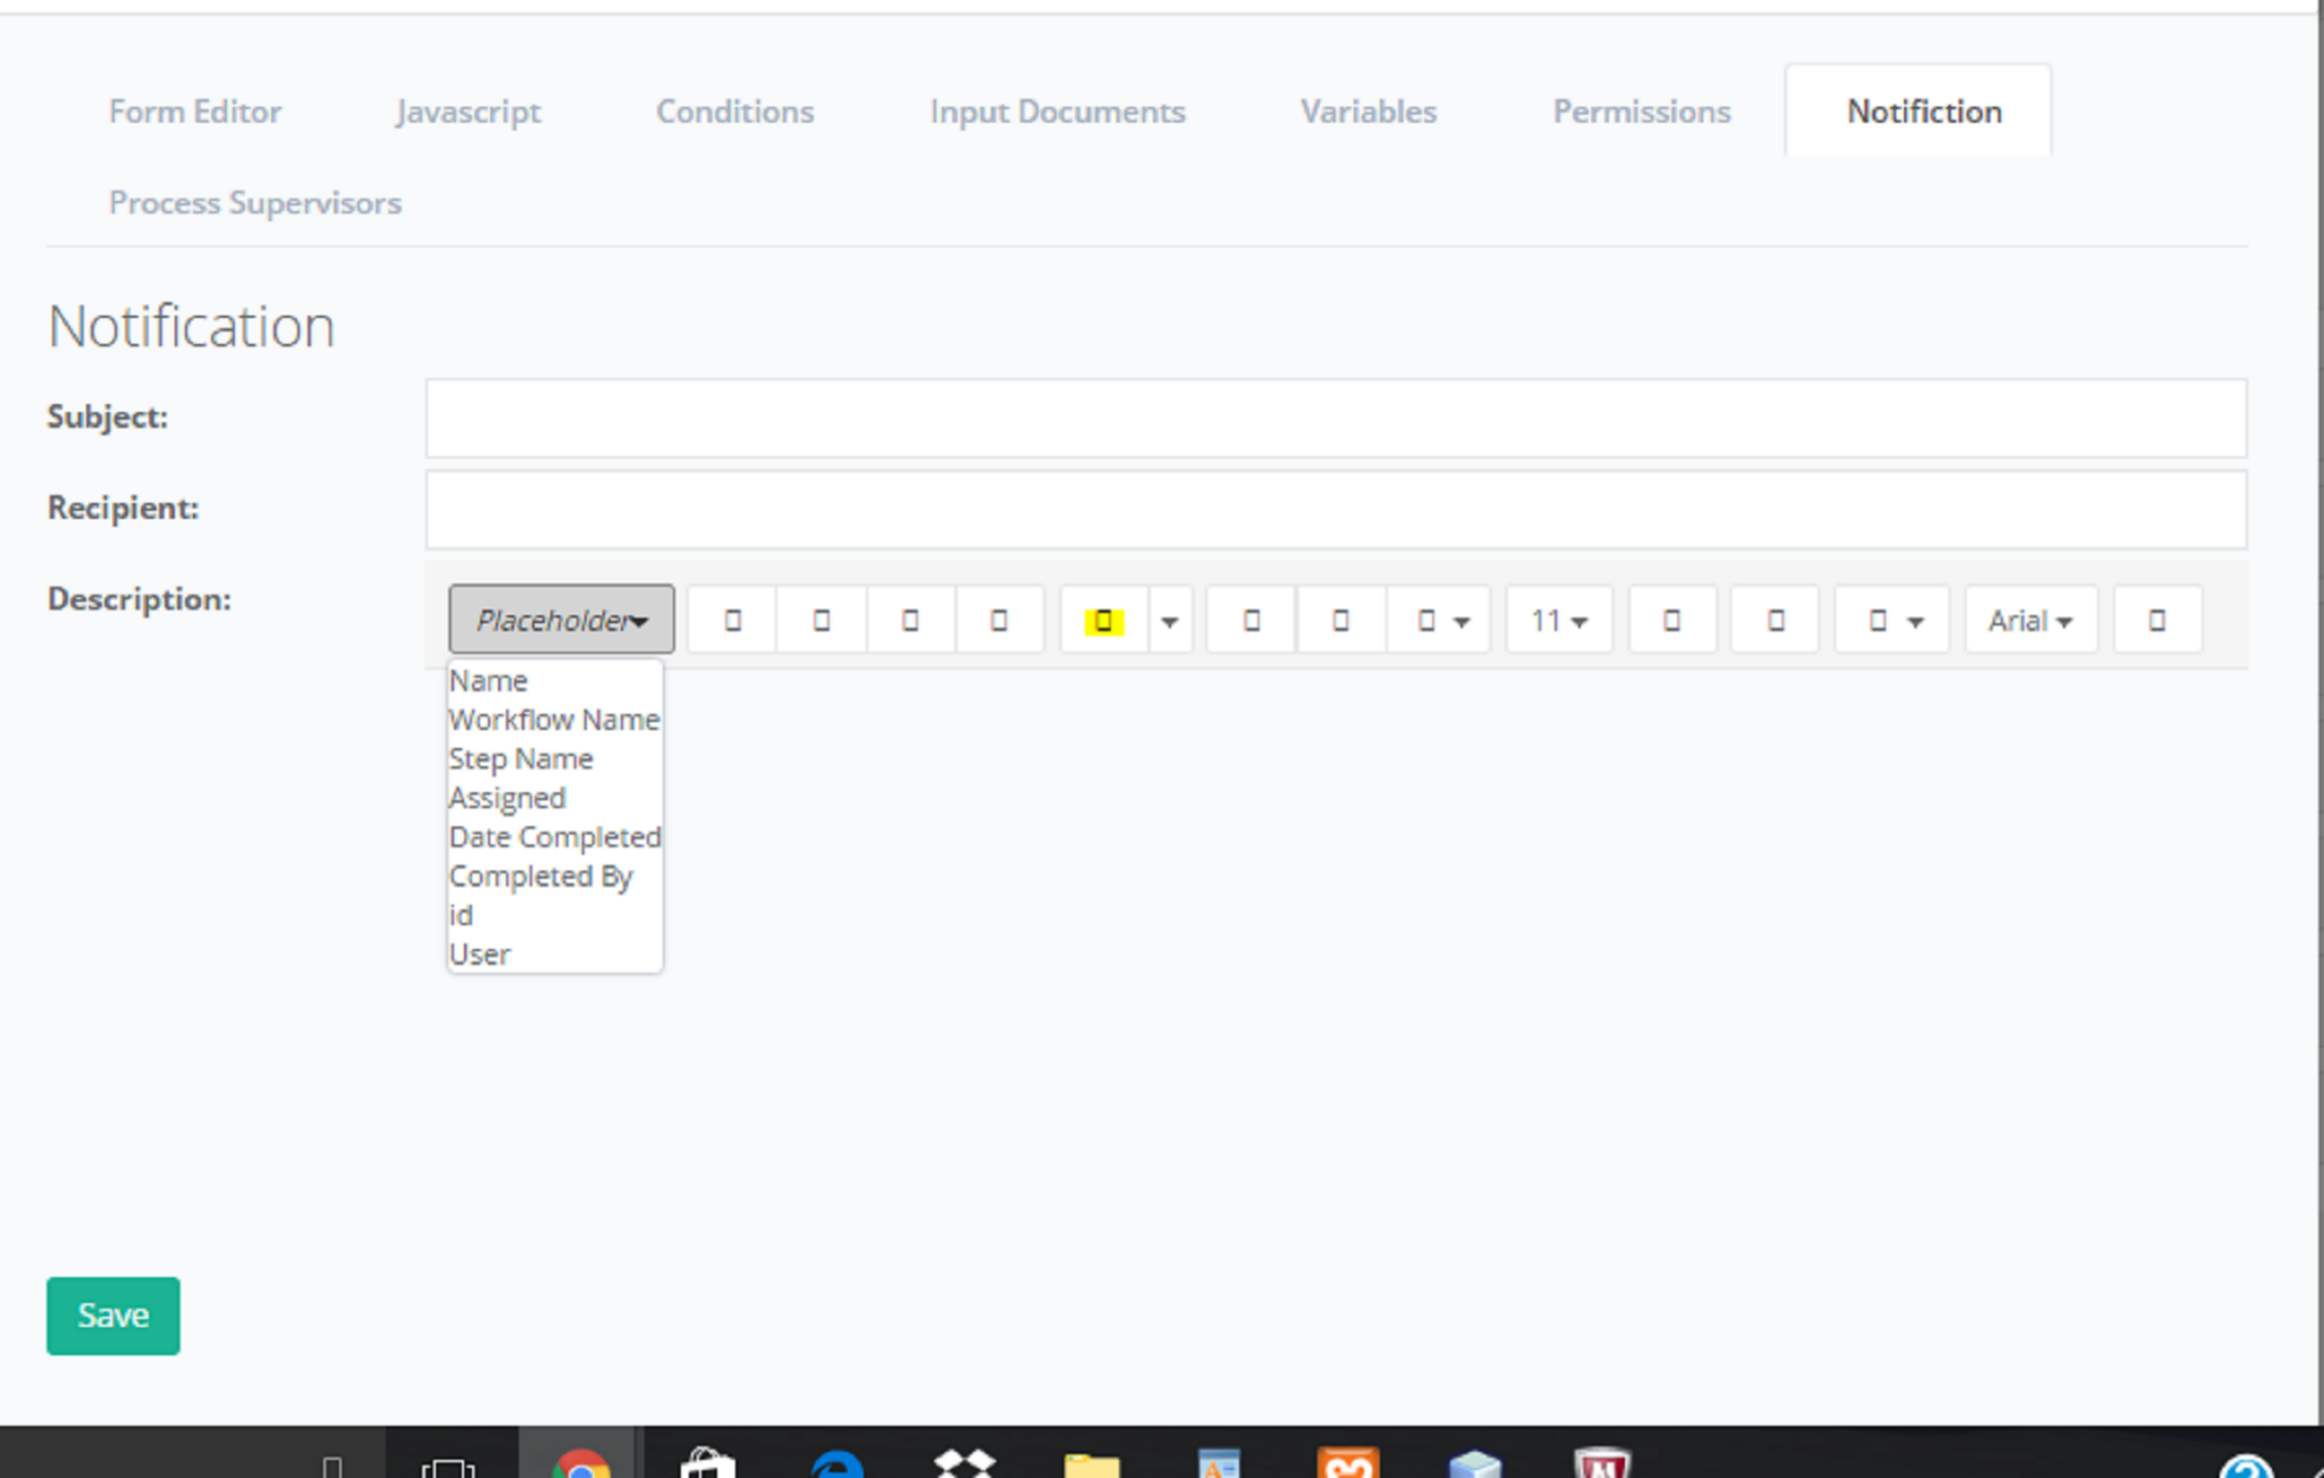 Form Editor Javascript Conditions Input Documents Variables Permissions Notifiction
Process Supervisors
Notification
Subject:
Recipient:
Description: Placeholder 11 Arial
Name
Workflow Name
Step Name
Assigned
Date Completed
Completed By
id
User
Save